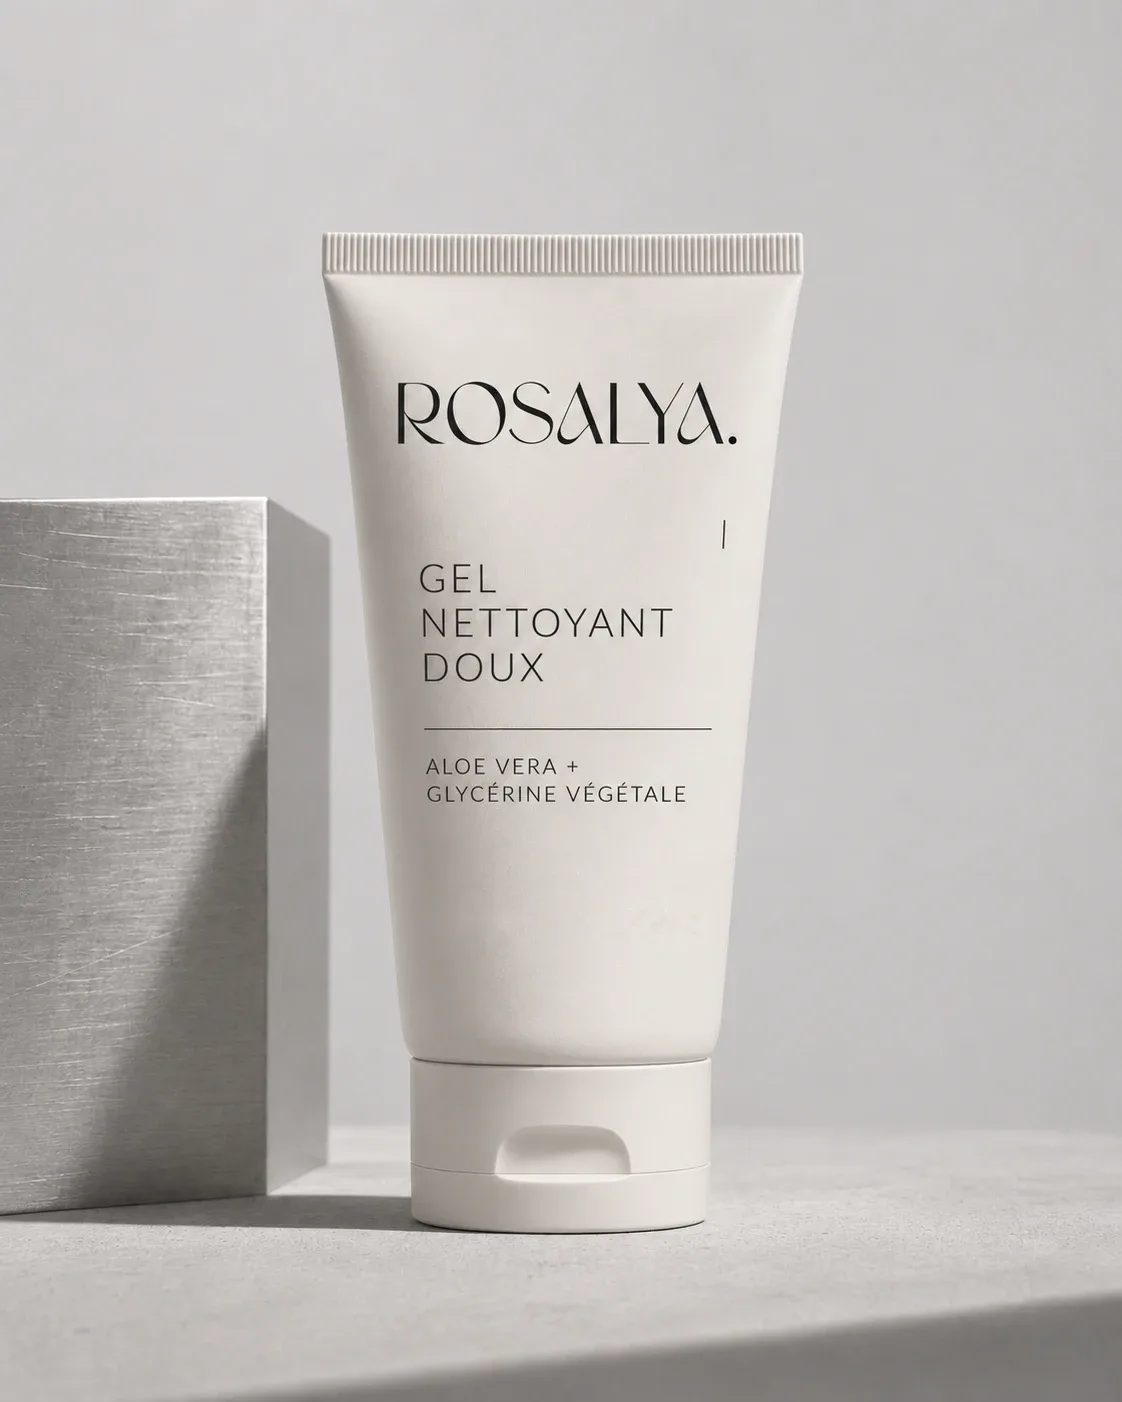 ROSALYA.
GEL
NETTOYANT
DOUX
ALOE VERA +
GLYCÉRINE VÉGÉTALE